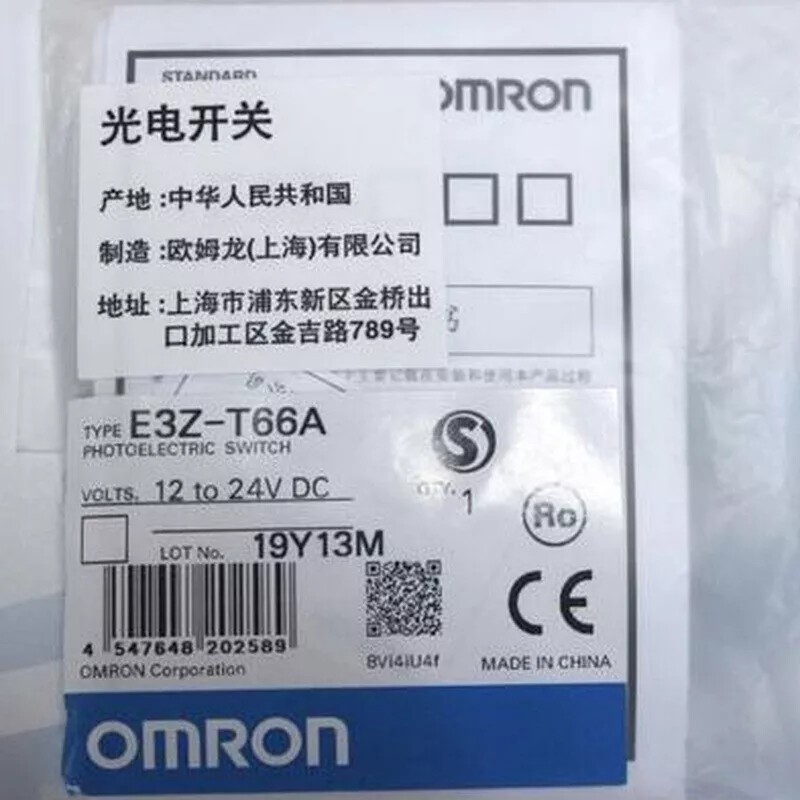 STANDARD
OMRON
光电开关
产地:中华人民共和国
制造:欧姆龙(上海)有限公司
地址:上海市浦东新区金桥出
口加工区金吉路789号
TYPE E3Z-T66A
PHOTOELECTRIC SWITCH
VOLTS. 12 to 24V DC
QTY. 1
LOT No. 19Y13M
4 547648 202589
OMRON Corporation
8Vi4iU4f
S
Ro
CE
MADE IN CHINA
OMRON